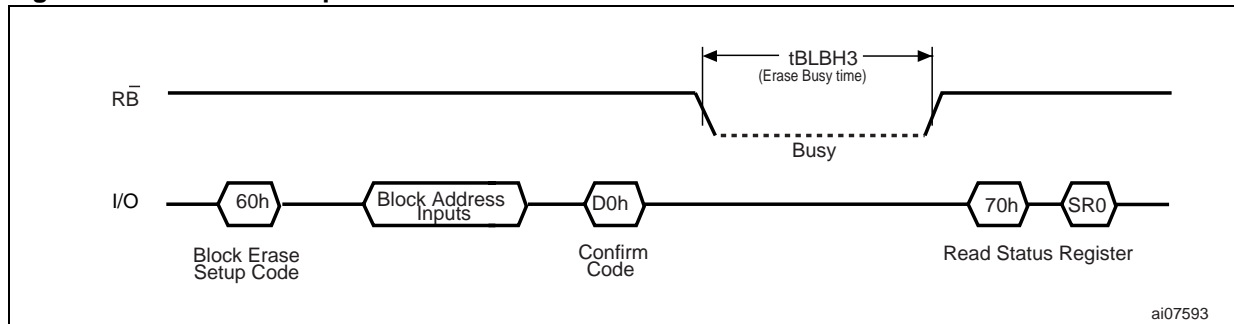 tBLBH3
(Erase Busy time)
RB̅
Busy
I/O
60h
Block Address
Inputs
D0h
70h
SR0
Block Erase
Setup Code
Confirm
Code
Read Status Register
ai07593